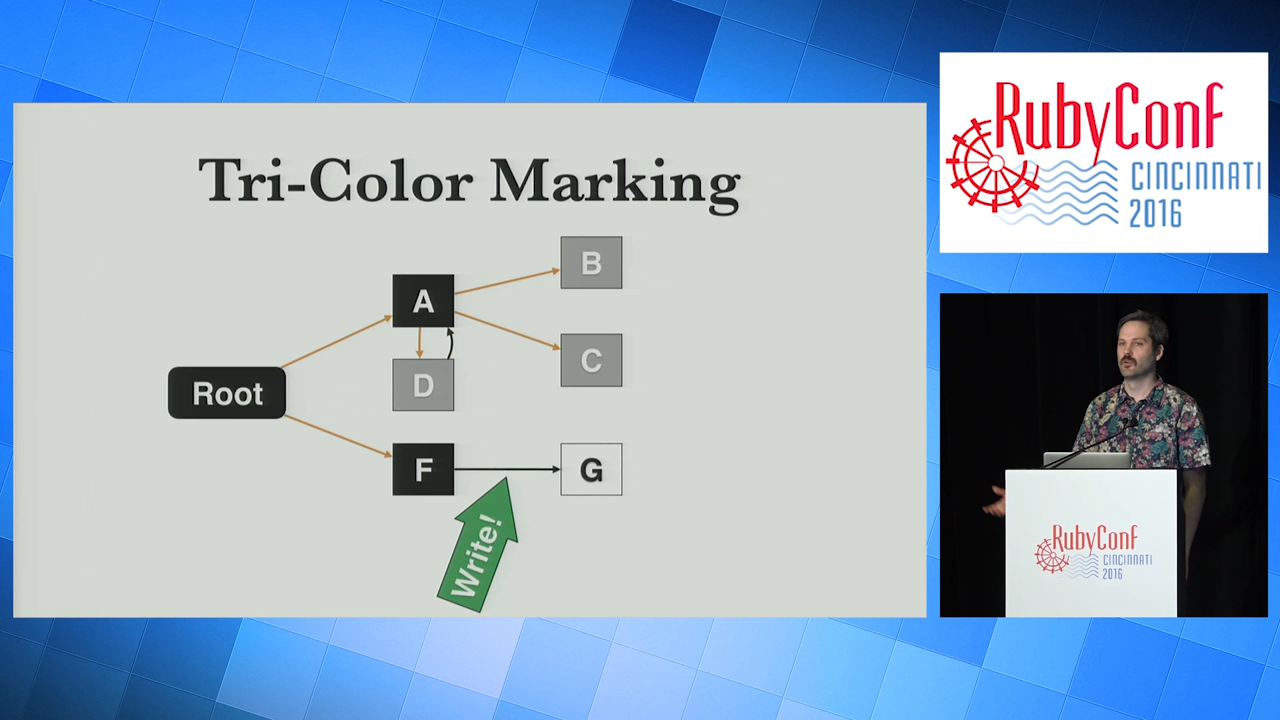 Tri-Color Marking
B
A
C
D
Root
F
G
Write!
RubyConf
CINCINNATI
2016
RubyConf
CINCINNATI
2016